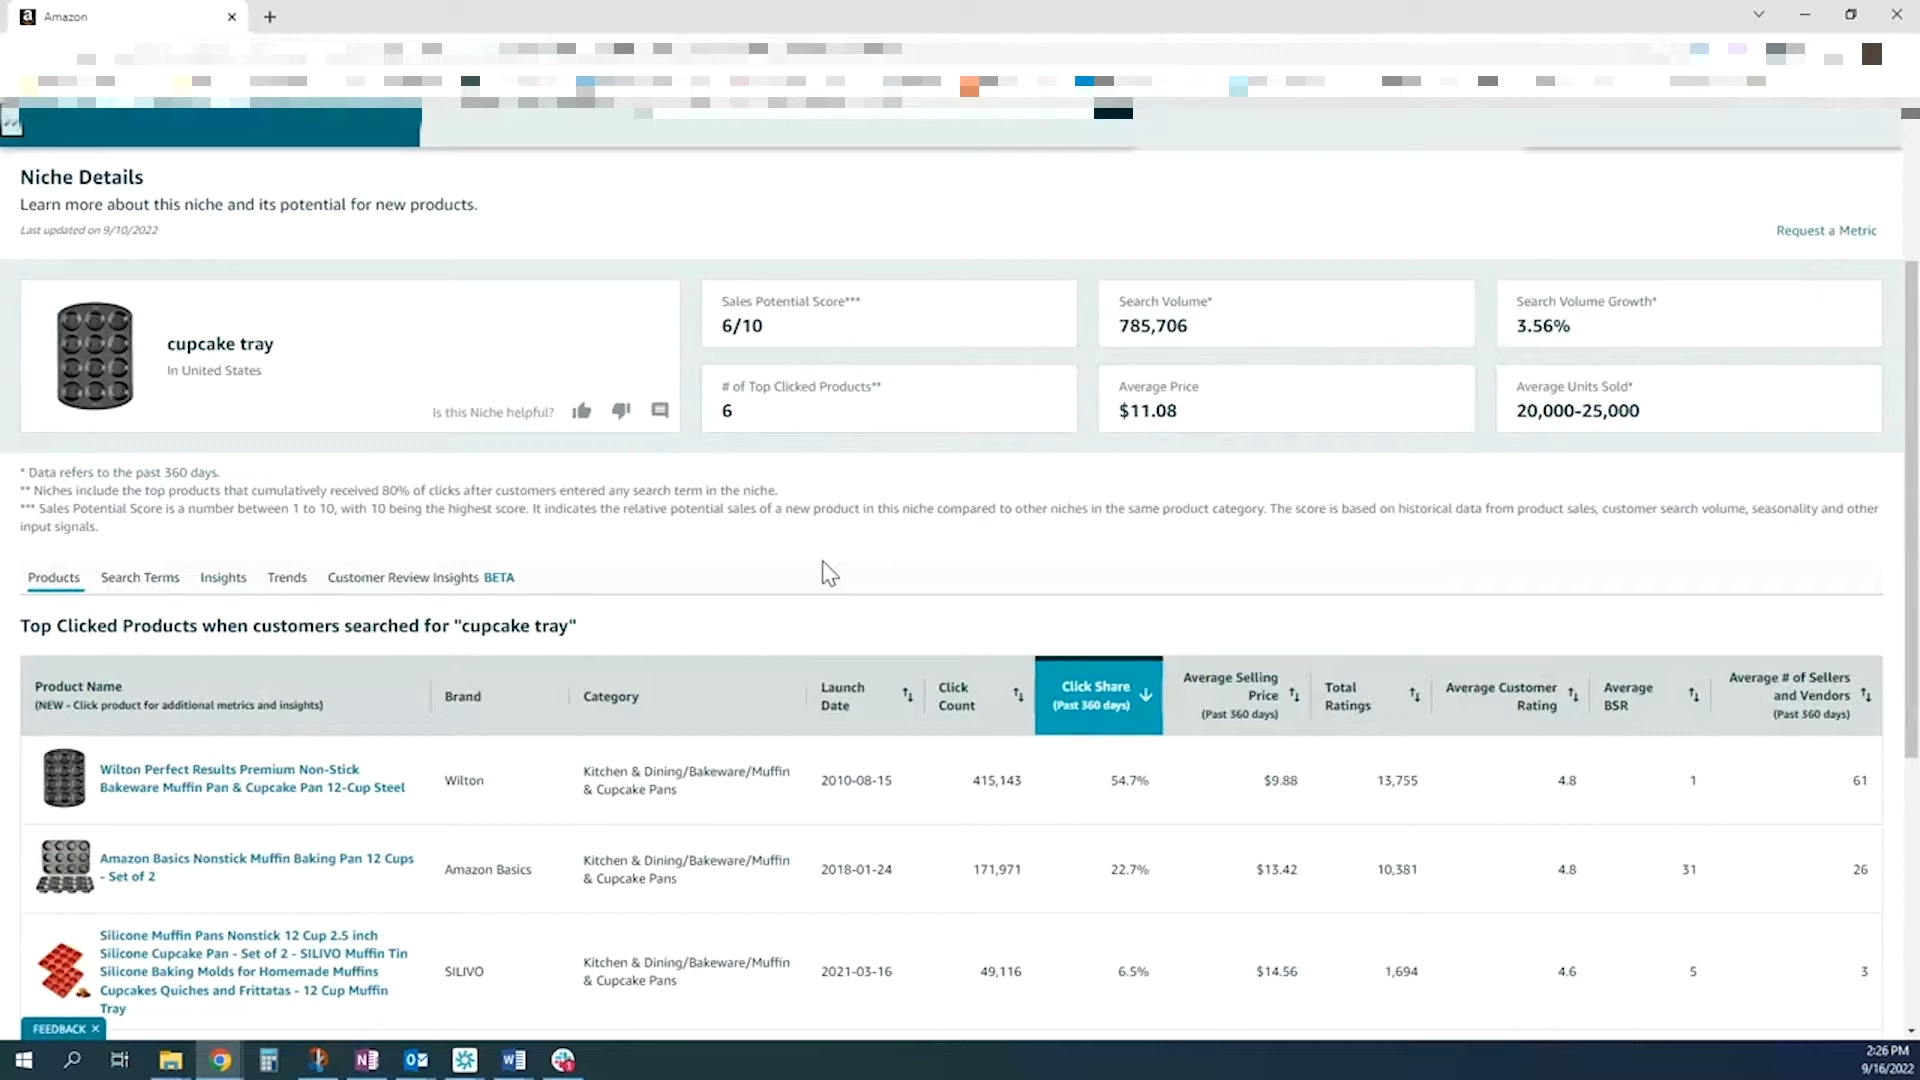 Amazon
Niche Details
Learn more about this niche and its potential for new products.
Last updated on 9/10/2022
Request a Metric
cupcake tray
In United States
Is this Niche helpful?
Sales Potential Score***
6/10
Search Volume*
785,706
Search Volume Growth*
3.56%
# of Top Clicked Products**
6
Average Price
$11.08
Average Units Sold*
20,000-25,000
* Data refers to the past 360 days.
** Niches include the top products that cumulatively received 80% of clicks after customers entered any search term in the niche.
*** Sales Potential Score is a number between 1 to 10, with 10 being the highest score. It indicates the relative potential sales of a new product in this niche compared to other niches in the same product category. The score is based on historical data from product sales, customer search volume, seasonality and other
input signals.
Products Search Terms Insights Trends Customer Review Insights BETA
Top Clicked Products when customers searched for "cupcake tray"
Product Name
(NEW - Click product for additional metrics and insights)
Brand
Category
Launch
Date
Click
Count
Click Share
(Past 360 days)
Average Selling
Price
(Past 360 days)
Total
Ratings
Average Customer
Rating
Average
BSR
Average # of Sellers
and Vendors
(Past 360 days)
Wilton Perfect Results Premium Non-Stick
Bakeware Muffin Pan & Cupcake Pan 12-Cup Steel
Wilton
Kitchen & Dining/Bakeware/Muffin
& Cupcake Pans
2010-08-15
415,143
54.7%
$9.88
13,755
4.8
1
61
Amazon Basics Nonstick Muffin Baking Pan 12 Cups
- Set of 2
Amazon Basics
Kitchen & Dining/Bakeware/Muffin
& Cupcake Pans
2018-01-24
171,971
22.7%
$13.42
10,381
4.8
31
26
Silicone Muffin Pans Nonstick 12 Cup 2.5 inch
Silicone Cupcake Pan - Set of 2 - SILIVO Muffin Tin
Silicone Baking Molds for Homemade Muffins
Cupcakes Quiches and Frittatas - 12 Cup Muffin
Tray
SILIVO
Kitchen & Dining/Bakeware/Muffin
& Cupcake Pans
2021-03-16
49,116
6.5%
$14.56
1,694
4.6
5
3
FEEDBACK
2:26 PM
9/16/2022